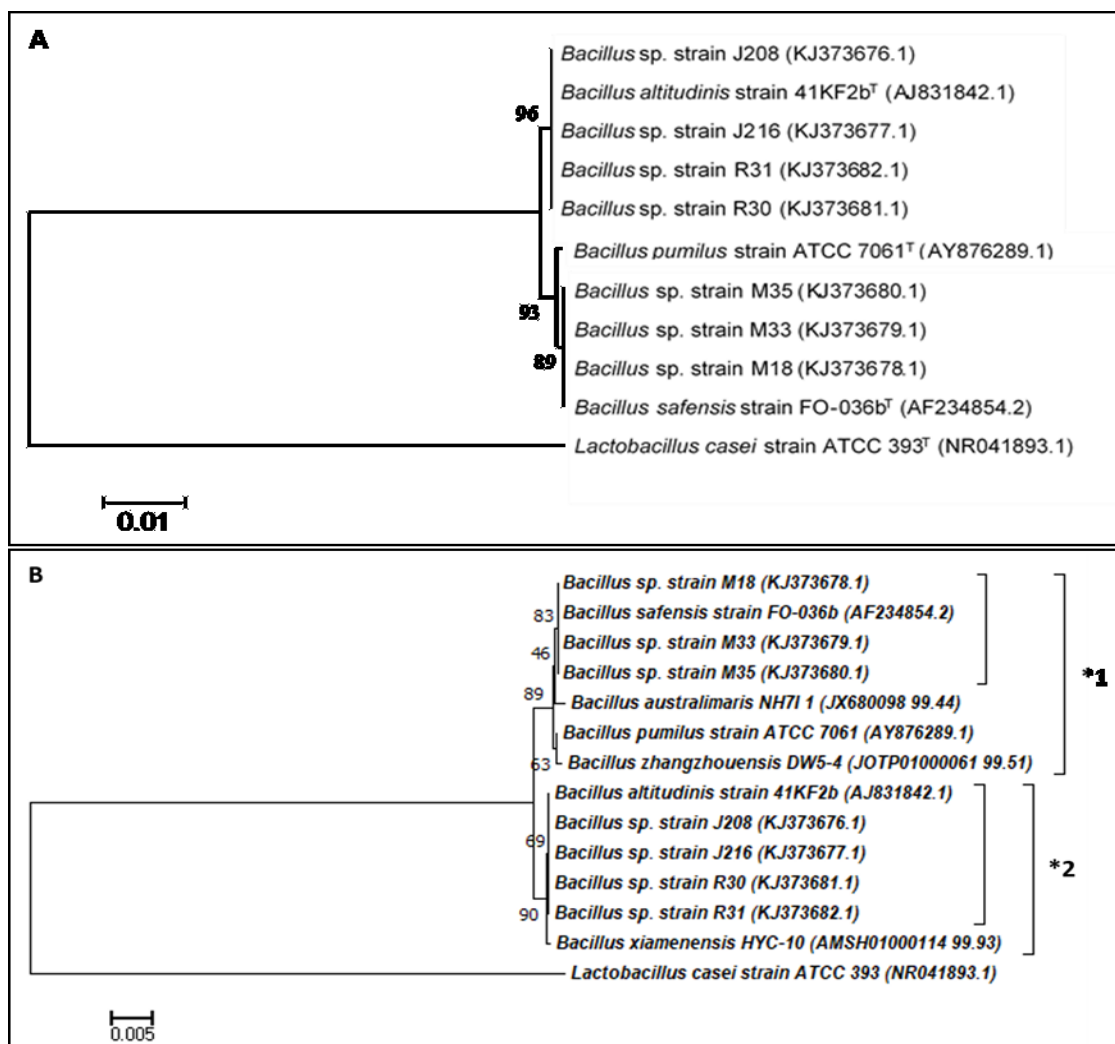 A
Bacillus sp. strain J208 (KJ373676.1)
Bacillus altitudinis strain 41KF2bᵀ (AJ831842.1)
96
Bacillus sp. strain J216 (KJ373677.1)
Bacillus sp. strain R31 (KJ373682.1)
Bacillus sp. strain R30 (KJ373681.1)
Bacillus pumilus strain ATCC 7061ᵀ (AY876289.1)
Bacillus sp. strain M35 (KJ373680.1)
93
Bacillus sp. strain M33 (KJ373679.1)
89
Bacillus sp. strain M18 (KJ373678.1)
Bacillus safensis strain FO-036bᵀ (AF234854.2)
Lactobacillus casei strain ATCC 393ᵀ (NR041893.1)
0.01
B
Bacillus sp. strain M18 (KJ373678.1)
83
Bacillus safensis strain FO-036b (AF234854.2)
46
Bacillus sp. strain M33 (KJ373679.1)
Bacillus sp. strain M35 (KJ373680.1)
*1
89
Bacillus australimaris NH7I 1 (JX680098 99.44)
Bacillus pumilus strain ATCC 7061 (AY876289.1)
63
Bacillus zhangzhouensis DW5-4 (JOTP01000061 99.51)
Bacillus altitudinis strain 41KF2b (AJ831842.1)
Bacillus sp. strain J208 (KJ373676.1)
69
Bacillus sp. strain J216 (KJ373677.1)
*2
Bacillus sp. strain R30 (KJ373681.1)
90
Bacillus sp. strain R31 (KJ373682.1)
Bacillus xiamenensis HYC-10 (AMSH01000114 99.93)
Lactobacillus casei strain ATCC 393 (NR041893.1)
0.005